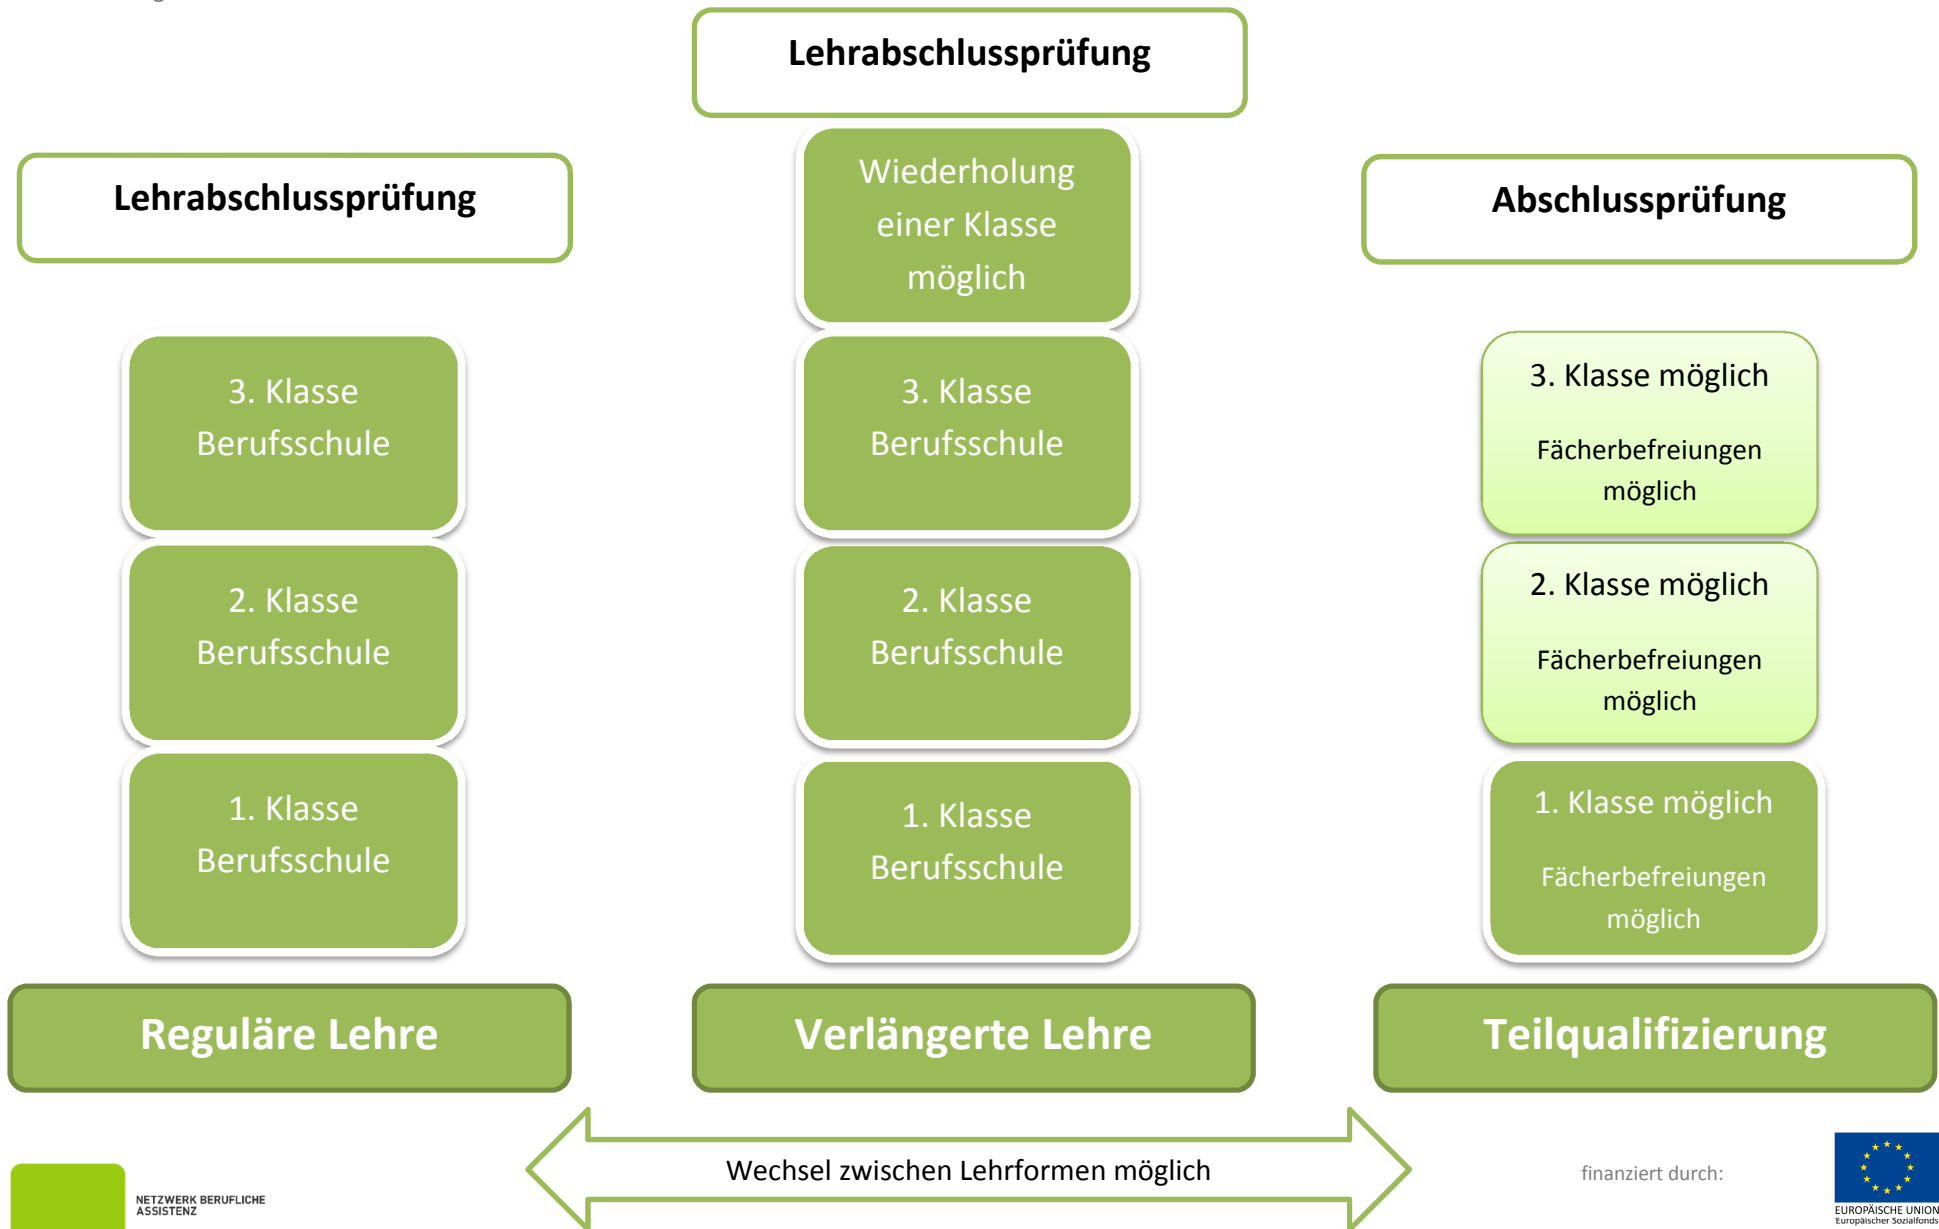 Lehrabschlussprüfung
Wiederholung
einer Klasse
möglich
3. Klasse
Berufsschule
2. Klasse
Berufsschule
1. Klasse
Berufsschule
Verlängerte Lehre
Lehrabschlussprüfung
3. Klasse
Berufsschule
2. Klasse
Berufsschule
1. Klasse
Berufsschule
Reguläre Lehre
Abschlussprüfung
3. Klasse möglich
Fächerbefreiungen
möglich
2. Klasse möglich
Fächerbefreiungen
möglich
1. Klasse möglich
Fächerbefreiungen
möglich
Teilqualifizierung
Wechsel zwischen Lehrformen möglich
NETZWERK BERUFLICHE
ASSISTENZ
finanziert durch:
EUROPÄISCHE UNION
Europäischer Sozialfonds